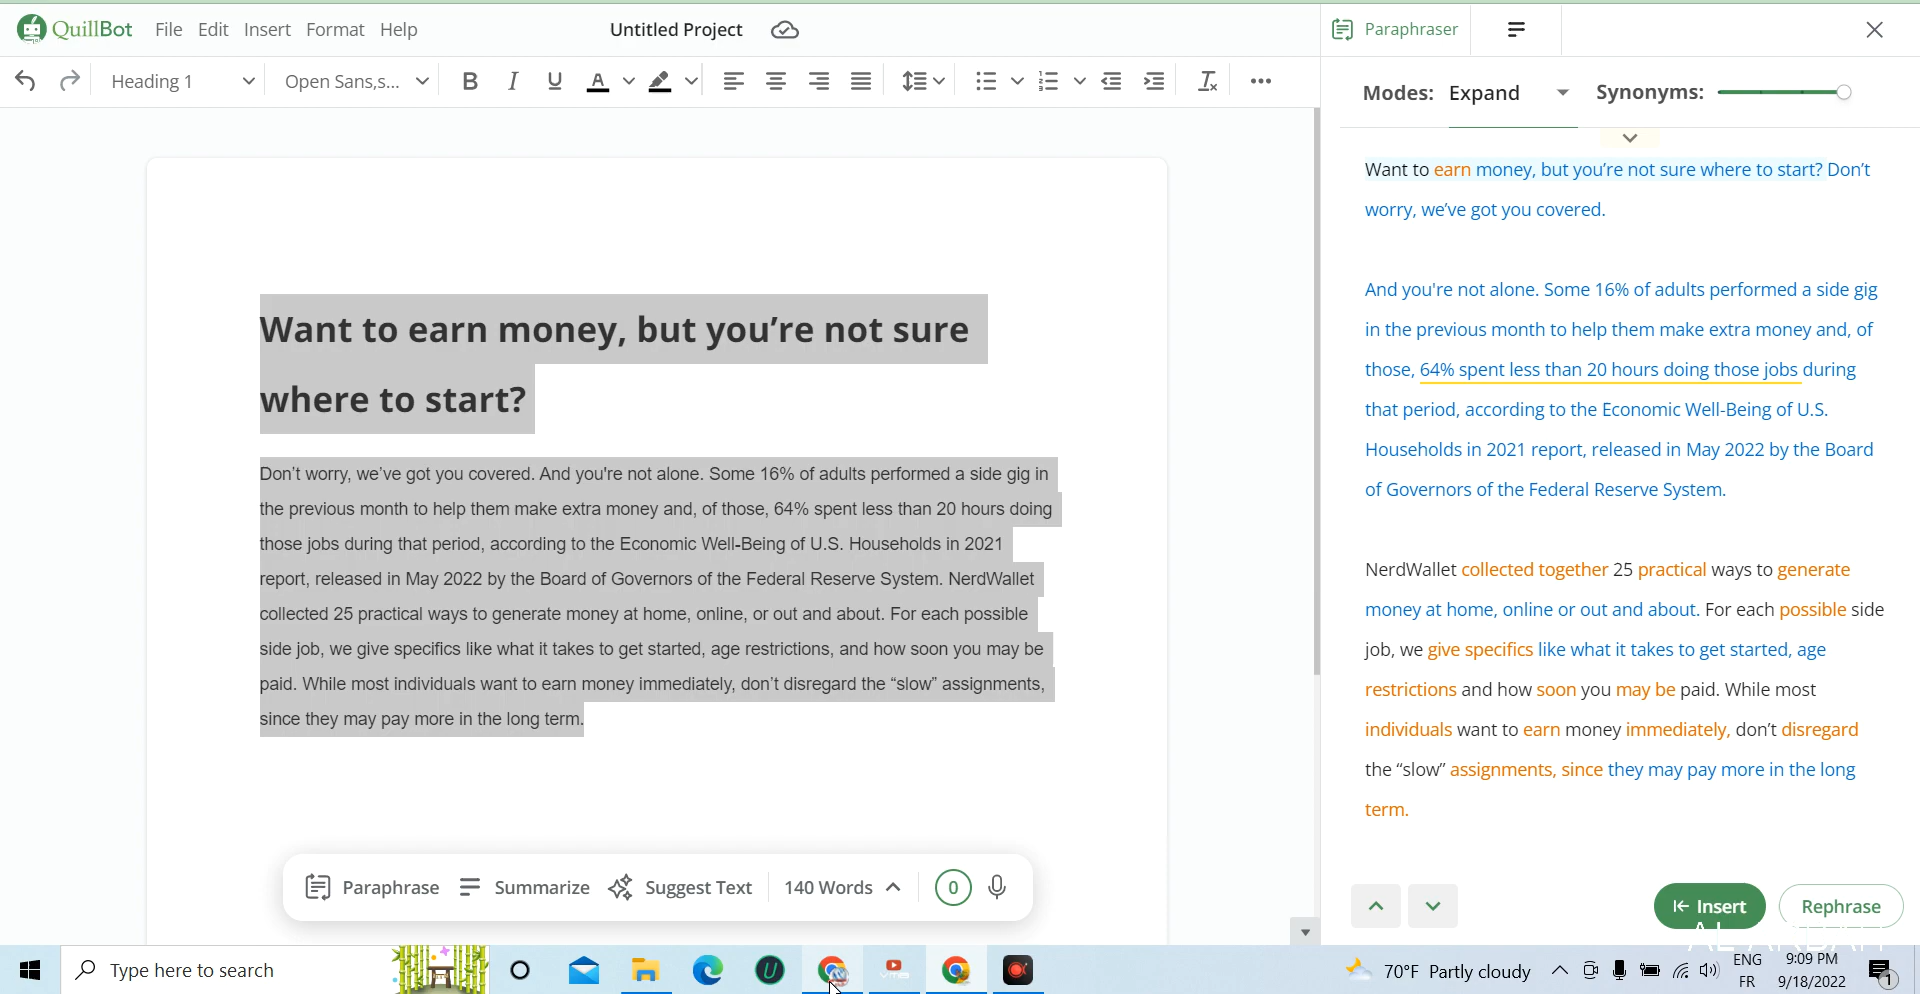 QuillBot File Edit Insert Format Help
Untitled Project
Paraphraser
Heading 1
Open Sans,s...
B I U A
Modes: Expand
Synonyms:
Want to earn money, but you’re not sure
where to start?
Don’t worry, we’ve got you covered. And you're not alone. Some 16% of adults performed a side gig in
the previous month to help them make extra money and, of those, 64% spent less than 20 hours doing
those jobs during that period, according to the Economic Well-Being of U.S. Households in 2021
report, released in May 2022 by the Board of Governors of the Federal Reserve System. NerdWallet
collected 25 practical ways to generate money at home, online, or out and about. For each possible
side job, we give specifics like what it takes to get started, age restrictions, and how soon you may be
paid. While most individuals want to earn money immediately, don’t disregard the “slow” assignments,
since they may pay more in the long term.
Paraphrase
Summarize
Suggest Text
140 Words
0
Want to earn money, but you’re not sure where to start? Don’t
worry, we’ve got you covered.
And you're not alone. Some 16% of adults performed a side gig
in the previous month to help them make extra money and, of
those, 64% spent less than 20 hours doing those jobs during
that period, according to the Economic Well-Being of U.S.
Households in 2021 report, released in May 2022 by the Board
of Governors of the Federal Reserve System.
NerdWallet collected together 25 practical ways to generate
money at home, online or out and about. For each possible side
job, we give specifics like what it takes to get started, age
restrictions and how soon you may be paid. While most
individuals want to earn money immediately, don’t disregard
the “slow” assignments, since they may pay more in the long
term.
Insert
Rephrase
Type here to search
70°F Partly cloudy
ENG
FR
9:09 PM
9/18/2022
1